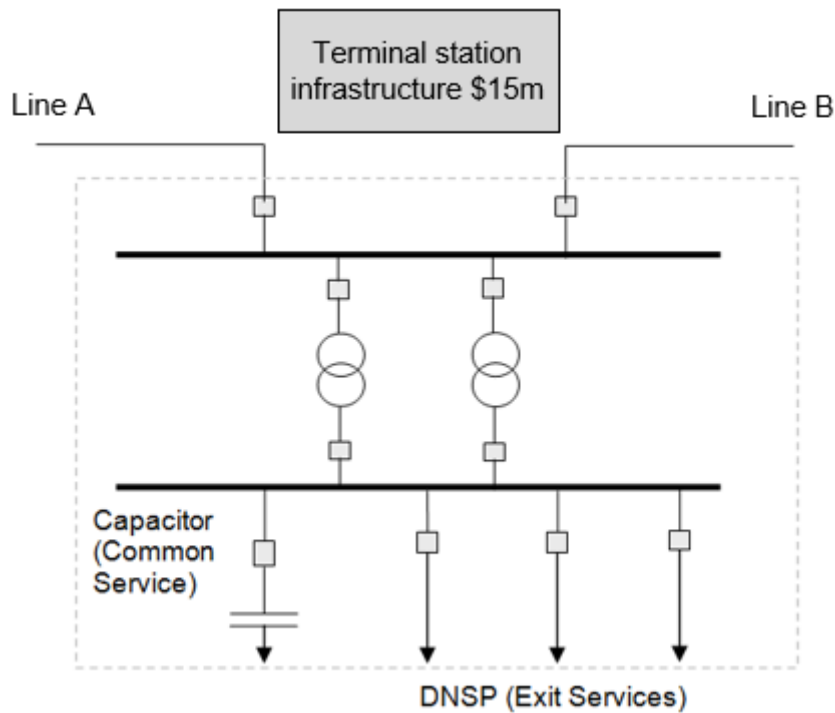 Terminal station
infrastructure $15m
Line A
Line B
Capacitor
(Common
Service)
DNSP (Exit Services)